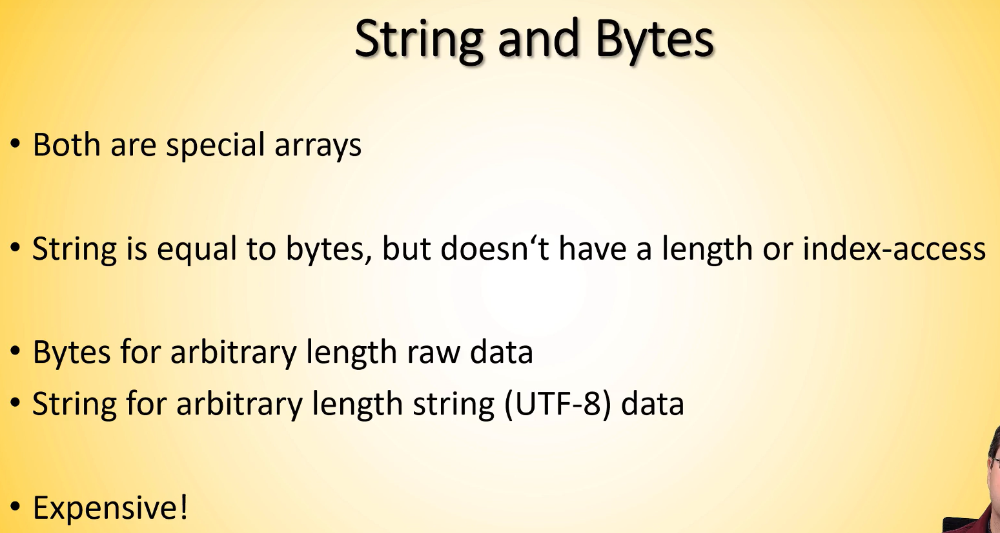 String and Bytes
• Both are special arrays
• String is equal to bytes, but doesn‘t have a length or index-access
• Bytes for arbitrary length raw data
• String for arbitrary length string (UTF-8) data
• Expensive!